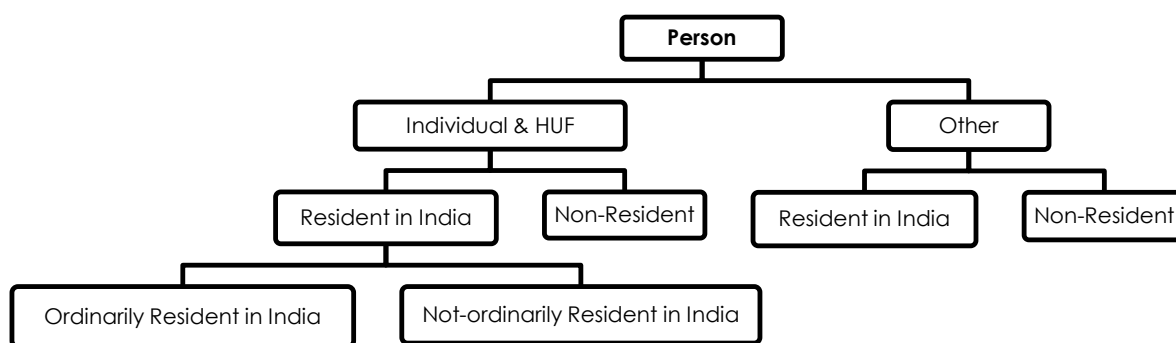 Person
Individual & HUF
Other
Resident in India
Non-Resident
Resident in India
Non-Resident
Ordinarily Resident in India
Not-ordinarily Resident in India